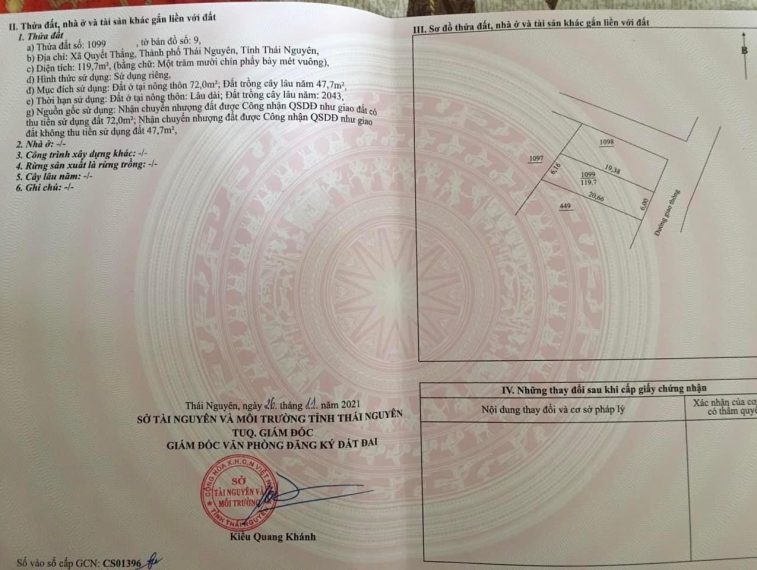 II. Thửa đất, nhà ở và tài sản khác gắn liền với đất
1. Thửa đất
a) Thửa đất số: 1099 , tờ bản đồ số: 9,
b) Địa chỉ: Xã Quyết Thắng, Thành phố Thái Nguyên, Tỉnh Thái Nguyên,
c) Diện tích: 119,7m², (bằng chữ: Một trăm mười chín phẩy bảy mét vuông),
d) Hình thức sử dụng: Sử dụng riêng,
đ) Mục đích sử dụng: Đất ở tại nông thôn 72,0m²; Đất trồng cây lâu năm 47,7m²,
e) Thời hạn sử dụng: Đất ở tại nông thôn: Lâu dài; Đất trồng cây lâu năm: 2043,
g) Nguồn gốc sử dụng: Nhận chuyển nhượng đất được Công nhận QSDĐ như giao đất có
thu tiền sử dụng đất 72,0m²; Nhận chuyển nhượng đất được Công nhận QSDĐ như giao
đất không thu tiền sử dụng đất 47,7m²,
2. Nhà ở: -/-
3. Công trình xây dựng khác: -/-
4. Rừng sản xuất là rừng trồng: -/-
5. Cây lâu năm: -/-
6. Ghi chú: -/-
Thái Nguyên, ngày 26 tháng 11 năm 2021
SỞ TÀI NGUYÊN VÀ MÔI TRƯỜNG TỈNH THÁI NGUYÊN
TUQ. GIÁM ĐỐC
GIÁM ĐỐC VĂN PHÒNG ĐĂNG KÝ ĐẤT ĐAI
CỘNG HÒA X.H.C.N VIỆT NAM
SỞ
TÀI NGUYÊN VÀ
MÔI TRƯỜNG
TỈNH THÁI NGUYÊN
Kiều Quang Khánh
Số vào sổ cấp GCN: CS01396
III. Sơ đồ thửa đất, nhà ở và tài sản khác gắn liền với đất
B
1098
1097
6,16
19,38
1099
119.7
20,66
6,00
449
Đường giao thông
IV. Những thay đổi sau khi cấp giấy chứng nhận
Nội dung thay đổi và cơ sở pháp lý
Xác nhận của cơ
có thẩm quyề